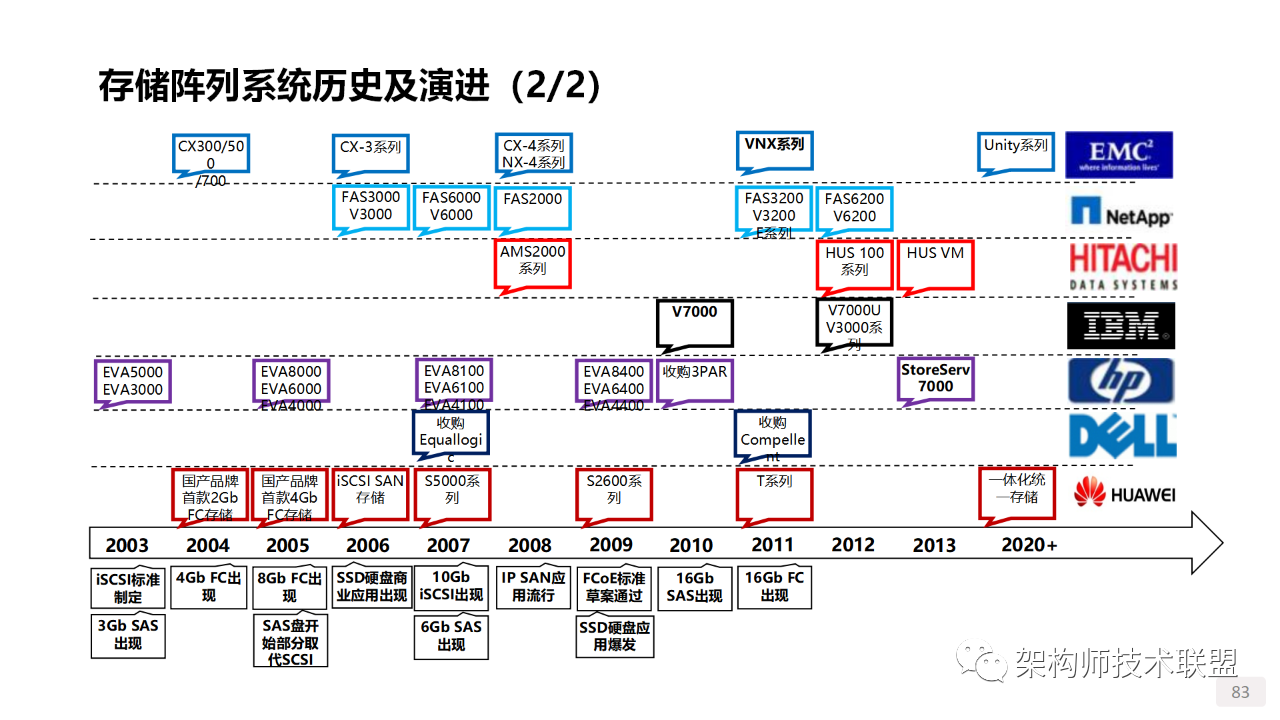 存储阵列系统历史及演进（2/2）
CX300/50
0
/700
CX-3系列
CX-4系列
NX-4系列
VNX系列
Unity系列
EMC²
where information lives®
FAS3000
V3000
FAS6000
V6000
FAS2000
FAS3200
V3200
E系列
FAS6200
V6200
NetApp
AMS2000
系列
HUS 100
系列
HUS VM
HITACHI
DATA SYSTEMS
V7000
V7000U
V3000系
列
IBM®
EVA5000
EVA3000
EVA8000
EVA6000
EVA4000
EVA8100
EVA6100
EVA4100
EVA8400
EVA6400
EVA4400
收购3PAR
StoreServ
7000
hp
收购
Equallogi
c
收购
Compelle
nt
DELL
国产品牌
首款2Gb
FC存储
国产品牌
首款4Gb
FC存储
iSCSI SAN
存储
S5000系
列
S2600系
列
T系列
一体化统
一存储
HUAWEI
2003
2004
2005
2006
2007
2008
2009
2010
2011
2012
2013
2020+
iSCSI标准
制定
4Gb FC出
现
8Gb FC出
现
SSD硬盘商
业应用出现
10Gb
iSCSI出现
IP SAN应
用流行
FCoE标准
草案通过
16Gb
SAS出现
16Gb FC
出现
3Gb SAS
出现
SAS盘开
始部分取
代SCSI
6Gb SAS
出现
SSD硬盘应
用爆发
架构师技术联盟
83